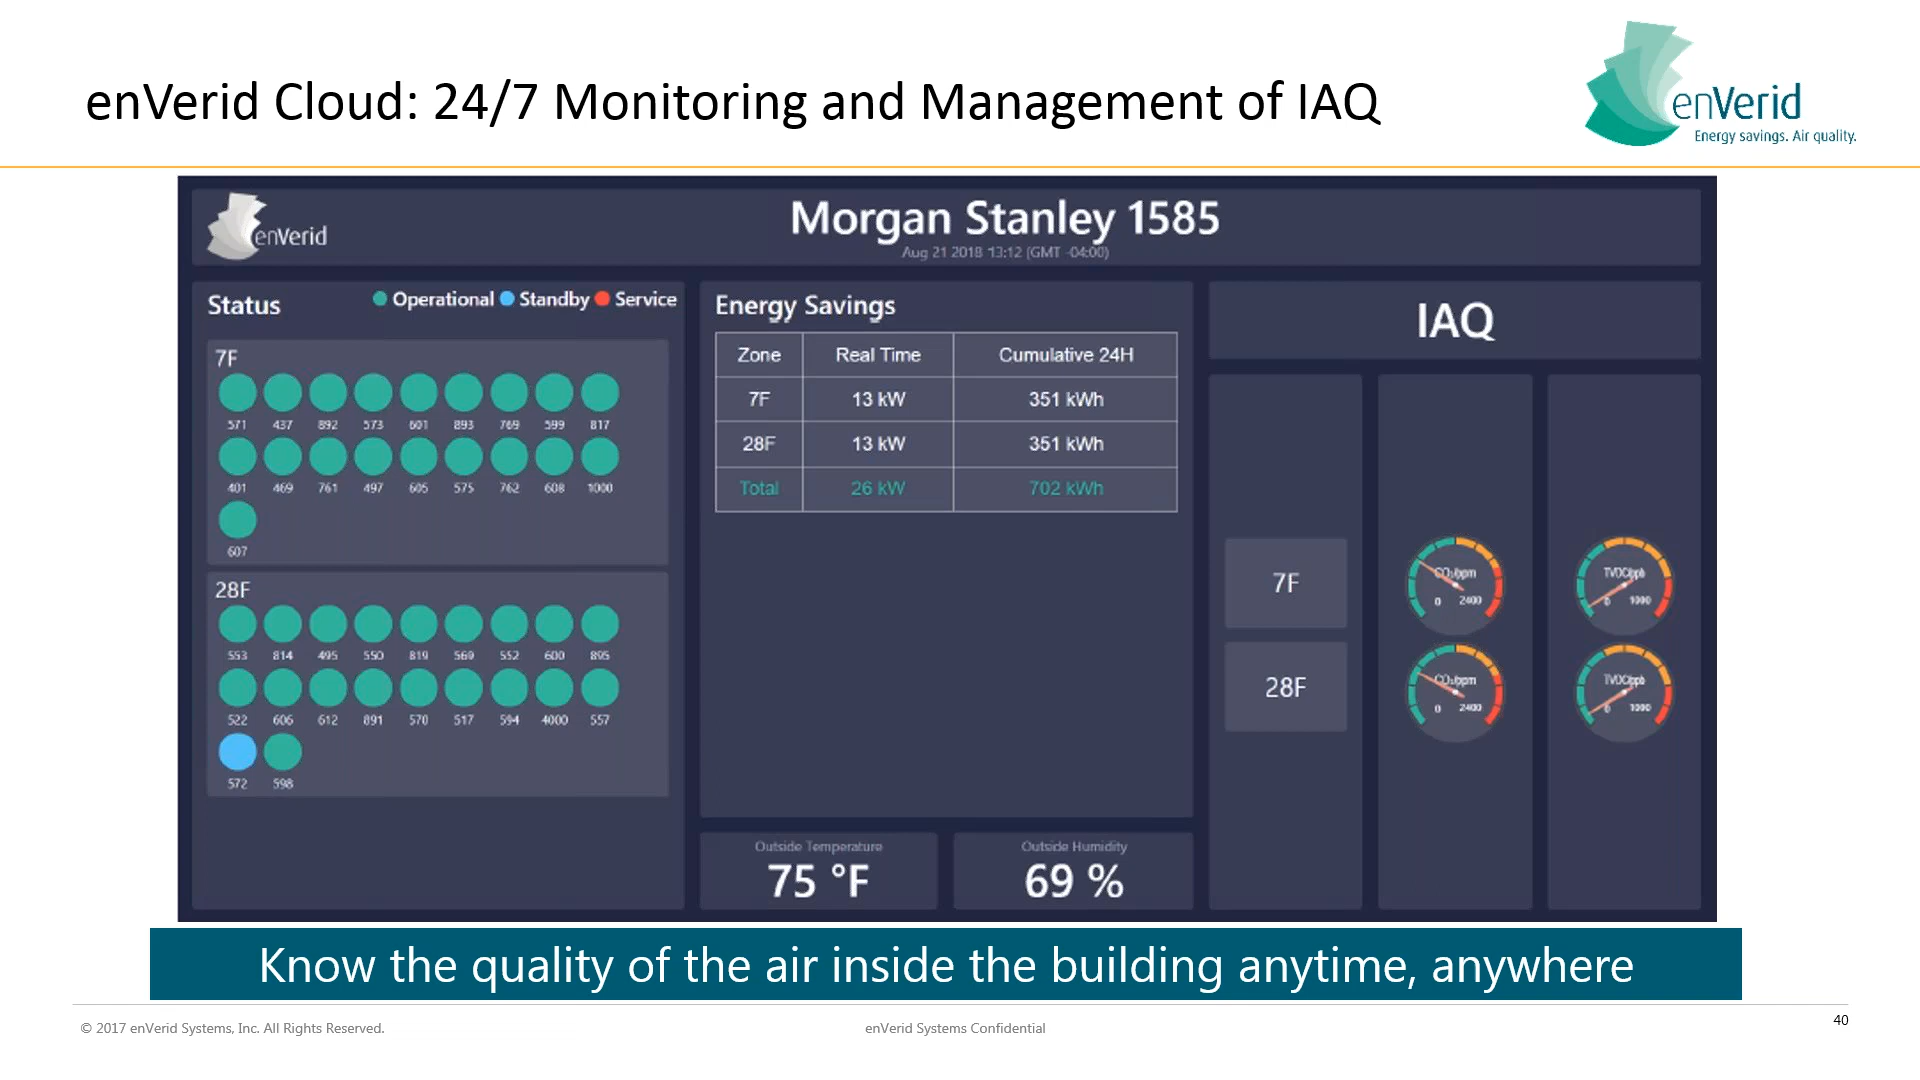 enVerid Cloud: 24/7 Monitoring and Management of IAQ
enVerid
Energy savings. Air quality.
enVerid
Morgan Stanley 1585
Aug 21 2018 13:12 (GMT -04:00)
Status
Operational Standby Service
7F
571 437 892 573 601 893 769 599 817
401 469 761 497 605 575 762 608 1000
607
28F
553 814 495 550 819 569 552 600 895
522 606 612 891 570 517 594 4000 557
572 598
Energy Savings
Zone Real Time Cumulative 24H
7F 13 kW 351 kWh
28F 13 kW 351 kWh
Total 26 kW 702 kWh
Outside Temperature
75 °F
Outside Humidity
69 %
IAQ
7F
CO₂/ppm
0 2400
TVOC/ppb
0 1000
28F
CO₂/ppm
0 2400
TVOC/ppb
0 1000
Know the quality of the air inside the building anytime, anywhere
© 2017 enVerid Systems, Inc. All Rights Reserved.
enVerid Systems Confidential
40